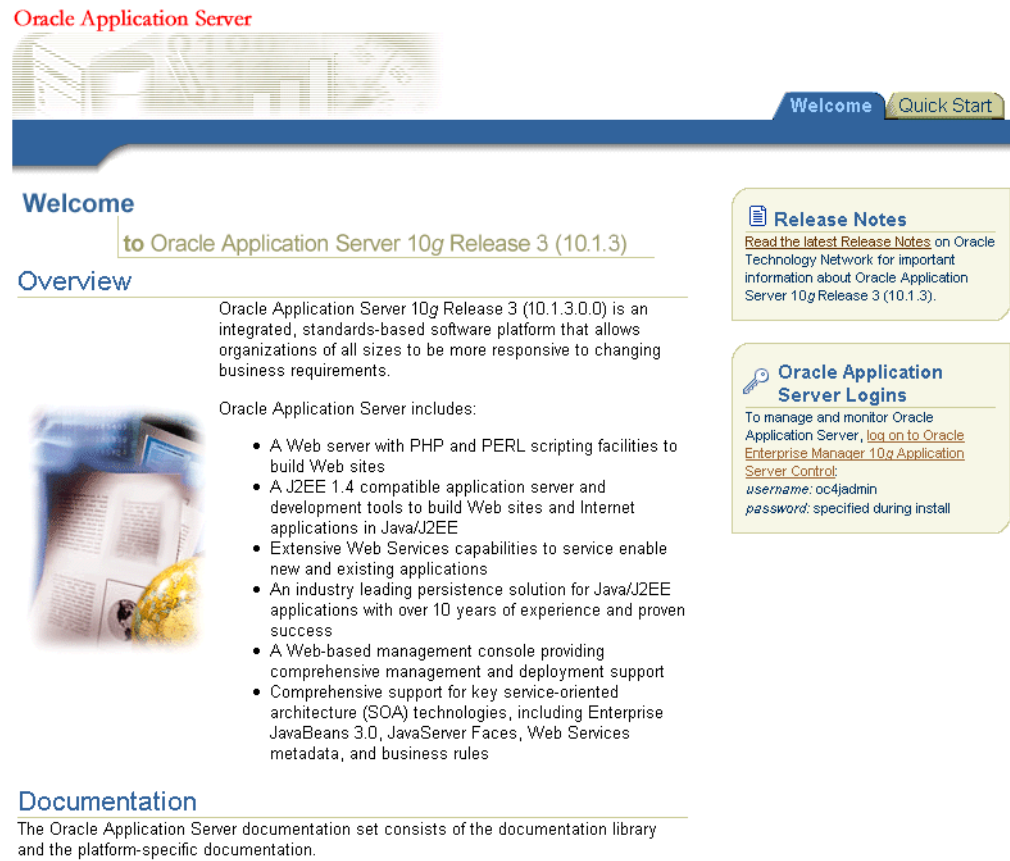 Oracle Application Server
Welcome
Quick Start
Welcome
to Oracle Application Server 10g Release 3 (10.1.3)
Overview
Oracle Application Server 10g Release 3 (10.1.3.0.0) is an
integrated, standards-based software platform that allows
organizations of all sizes to be more responsive to changing
business requirements.
Oracle Application Server includes:
• A Web server with PHP and PERL scripting facilities to
build Web sites
• A J2EE 1.4 compatible application server and
development tools to build Web sites and Internet
applications in Java/J2EE
• Extensive Web Services capabilities to service enable
new and existing applications
• An industry leading persistence solution for Java/J2EE
applications with over 10 years of experience and proven
success
• A Web-based management console providing
comprehensive management and deployment support
• Comprehensive support for key service-oriented
architecture (SOA) technologies, including Enterprise
JavaBeans 3.0, JavaServer Faces, Web Services
metadata, and business rules
Documentation
The Oracle Application Server documentation set consists of the documentation library
and the platform-specific documentation.
Release Notes
Read the latest Release Notes on Oracle
Technology Network for important
information about Oracle Application
Server 10g Release 3 (10.1.3).
Oracle Application
Server Logins
To manage and monitor Oracle
Application Server, log on to Oracle
Enterprise Manager 10g Application
Server Control:
username: oc4jadmin
password: specified during install